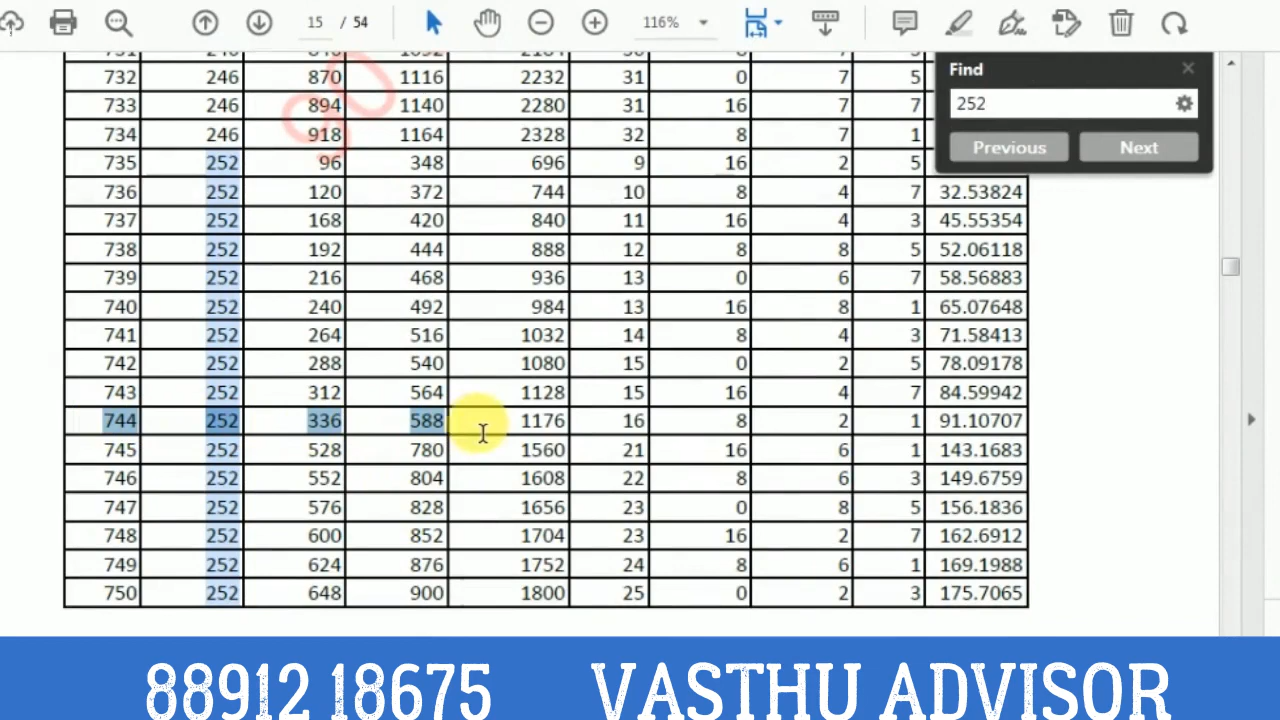 15 / 54 116%
Find
252
Previous Next
732 246 870 1116 2232 31 0 7 5
733 246 894 1140 2280 31 16 7 7
734 246 918 1164 2328 32 8 7 1
735 252 96 348 696 9 16 2 5
736 252 120 372 744 10 8 4 7 32.53824
737 252 168 420 840 11 16 4 3 45.55354
738 252 192 444 888 12 8 8 5 52.06118
739 252 216 468 936 13 0 6 7 58.56883
740 252 240 492 984 13 16 8 1 65.07648
741 252 264 516 1032 14 8 4 3 71.58413
742 252 288 540 1080 15 0 2 5 78.09178
743 252 312 564 1128 15 16 4 7 84.59942
744 252 336 588 1176 16 8 2 1 91.10707
745 252 528 780 1560 21 16 6 1 143.1683
746 252 552 804 1608 22 8 6 3 149.6759
747 252 576 828 1656 23 0 8 5 156.1836
748 252 600 852 1704 23 16 2 7 162.6912
749 252 624 876 1752 24 8 6 1 169.1988
750 252 648 900 1800 25 0 2 3 175.7065
88912 18675 VASTHU ADVISOR